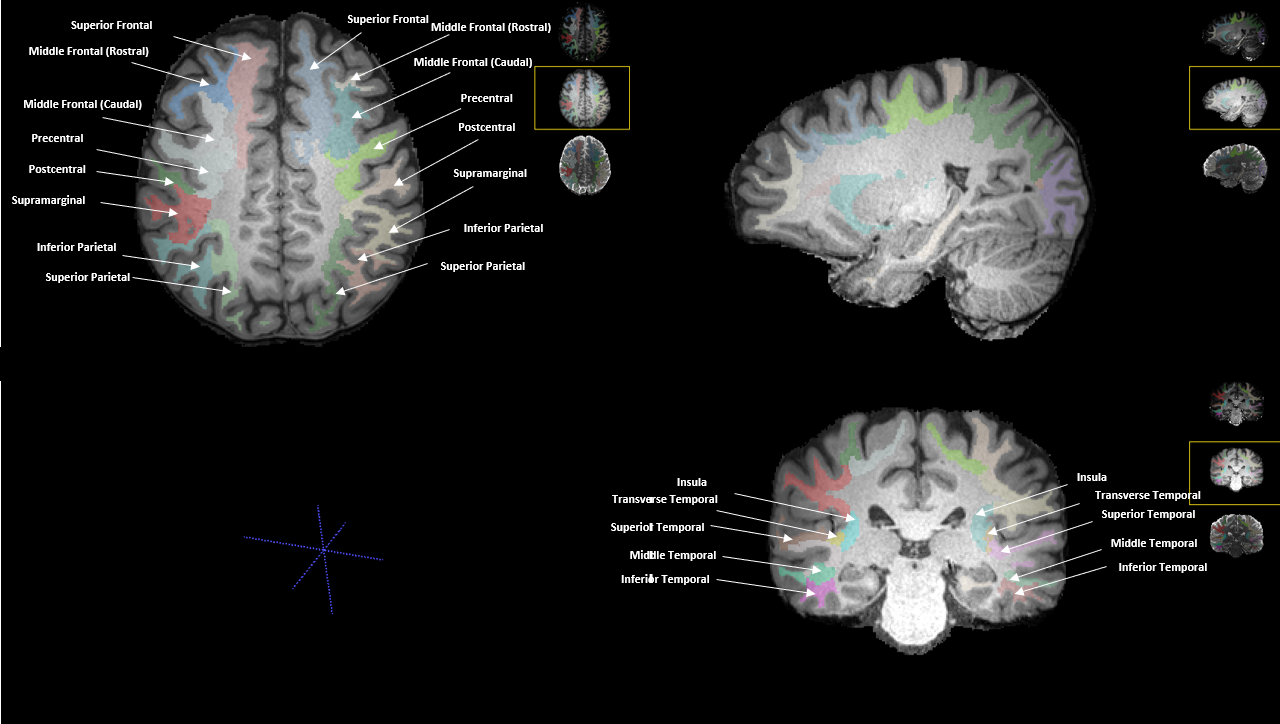 Superior Frontal
Middle Frontal (Rostral)
Middle Frontal (Caudal)
Precentral
Postcentral
Supramarginal
Inferior Parietal
Superior Parietal
Superior Frontal
Middle Frontal (Rostral)
Middle Frontal (Caudal)
Precentral
Postcentral
Supramarginal
Inferior Parietal
Superior Parietal
Insula
Transverse Temporal
Superior Temporal
Middle Temporal
Inferior Temporal
Insula
Transverse Temporal
Superior Temporal
Middle Temporal
Inferior Temporal